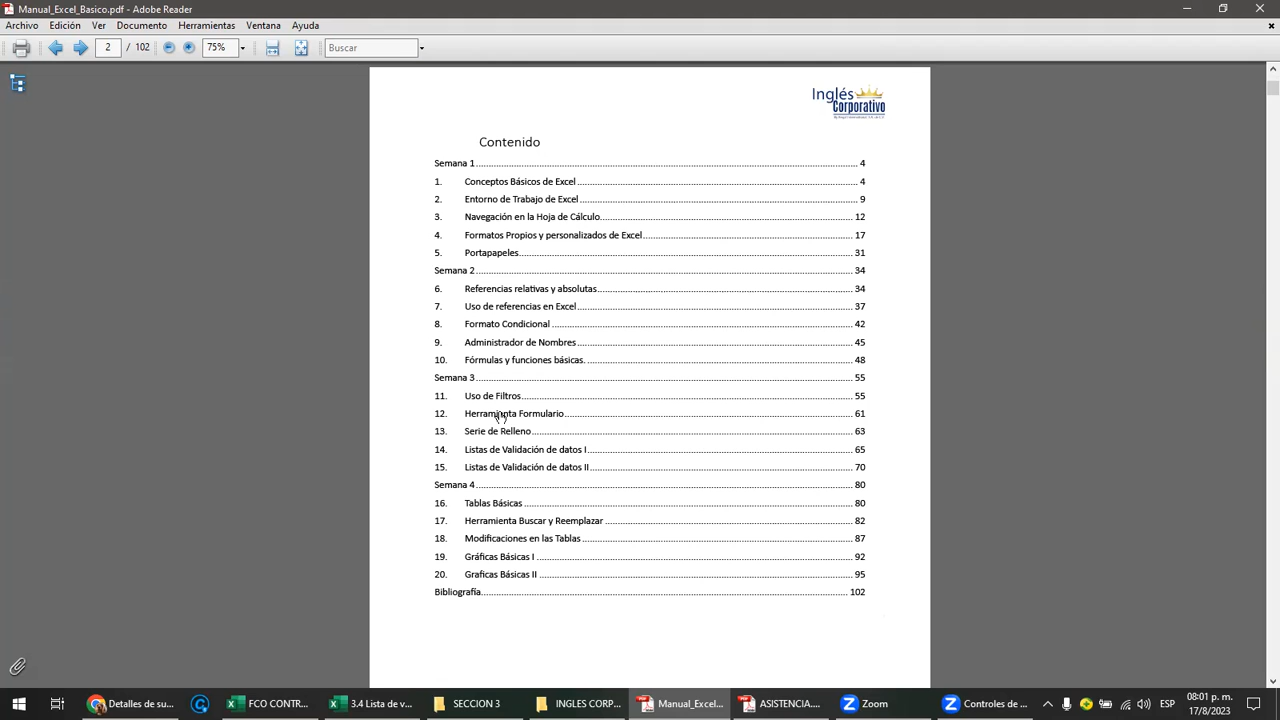 Manual_Excel_Basico.pdf - Adobe Reader
Archivo Edición Ver Documento Herramientas Ventana Ayuda
2 / 102 75% Buscar
Inglés
Corporativo
Contenido
Semana 1 4
1. Conceptos Básicos de Excel 4
2. Entorno de Trabajo de Excel 9
3. Navegación en la Hoja de Cálculo 12
4. Formatos Propios y personalizados de Excel 17
5. Portapapeles 31
Semana 2 34
6. Referencias relativas y absolutas 34
7. Uso de referencias en Excel 37
8. Formato Condicional 42
9. Administrador de Nombres 45
10. Fórmulas y funciones básicas. 48
Semana 3 55
11. Uso de Filtros 55
12. Herramienta Formulario 61
13. Serie de Relleno 63
14. Listas de Validación de datos I 65
15. Listas de Validación de datos II 70
Semana 4 80
16. Tablas Básicas 80
17. Herramienta Buscar y Reemplazar 82
18. Modificaciones en las Tablas 87
19. Gráficas Básicas I 92
20. Graficas Básicas II 95
Bibliografía 102
Detalles de su... FCO CONTR... 3.4 Lista de v... SECCION 3 INGLES CORP... Manual_Excel... ASISTENCIA.... Zoom Controles de ... ESP 08:01 p. m.
17/8/2023